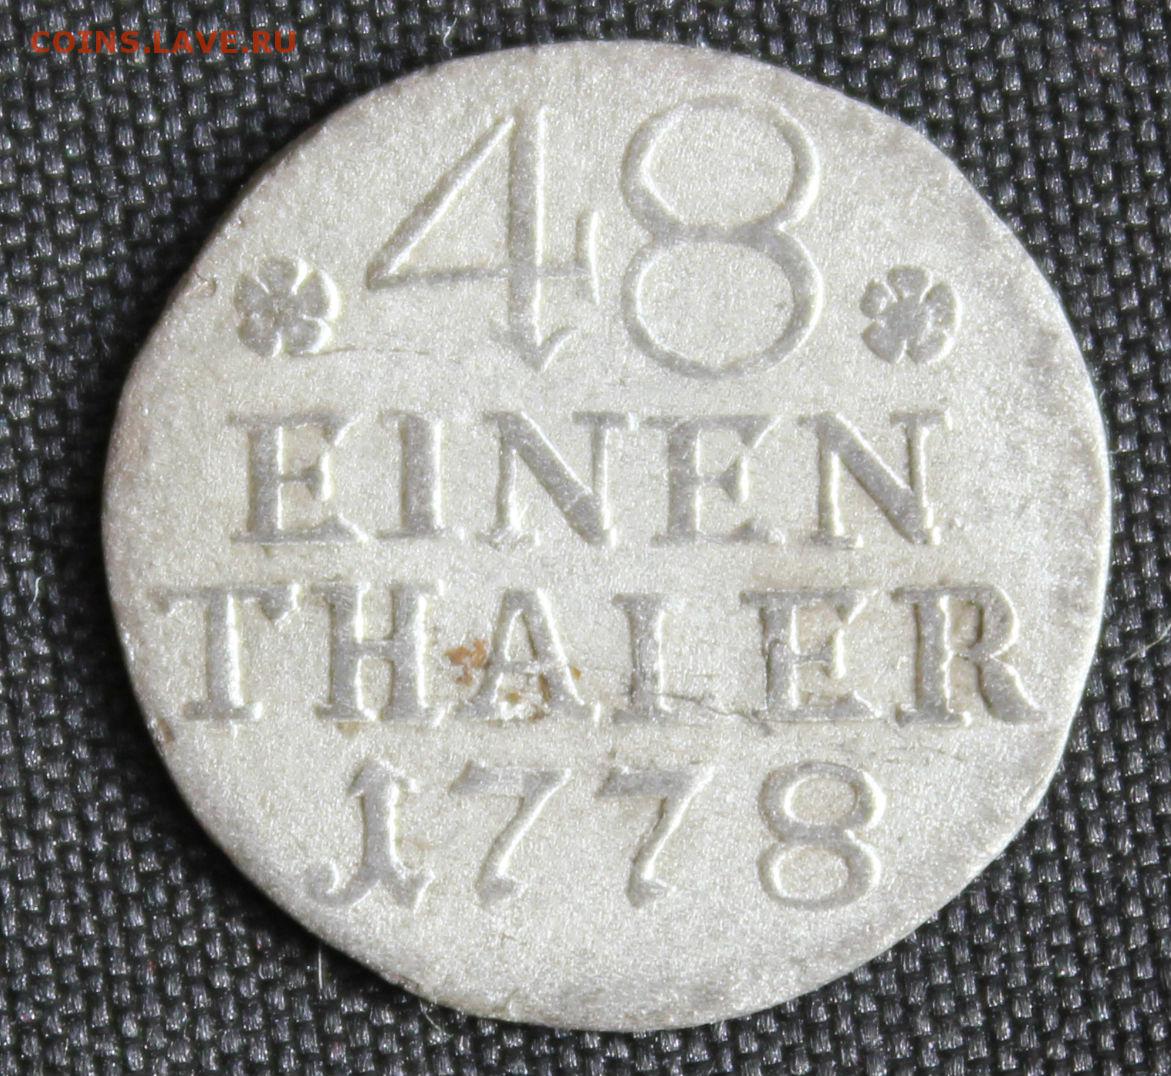 COINS.LAVE.RU
48
EINEN
THALER
1778